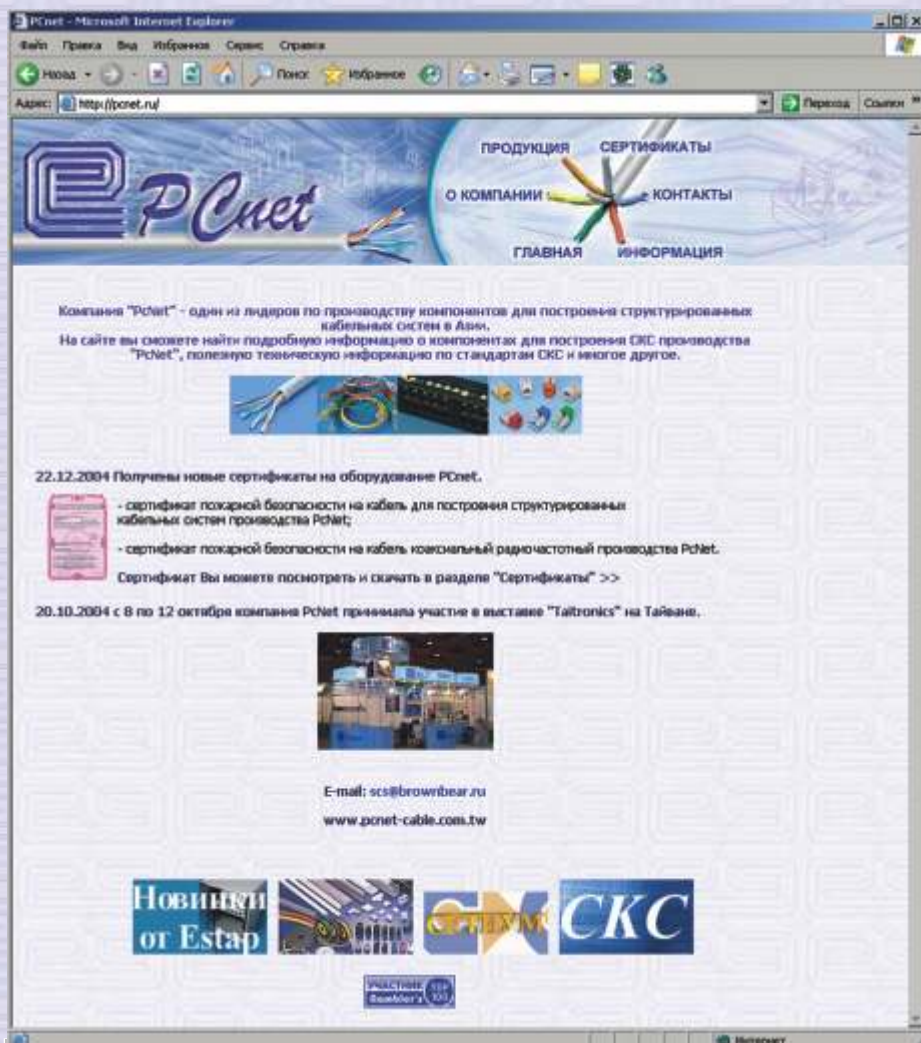 PCnet - Microsoft Internet Explorer
Файл Правка Вид Избранное Сервис Справка
Назад Поиск Избранное
Адрес: http://pcnet.ru/ Переход Ссылки »
PCnet
ПРОДУКЦИЯ СЕРТИФИКАТЫ
О КОМПАНИИ КОНТАКТЫ
ГЛАВНАЯ ИНФОРМАЦИЯ
Компания "PcNet" - один из лидеров по производству компонентов для построения структурированных
кабельных систем в Азии.
На сайте вы сможете найти подробную информацию о компонентах для построения СКС производства
"PcNet", полезную техническую информацию по стандартам СКС и многое другое.
22.12.2004 Получены новые сертификаты на оборудование PCnet.
- сертификат пожарной безопасности на кабель для построения структурированных
кабельных систем производства PcNet;
- сертификат пожарной безопасности на кабель коаксиальный радиочастотный производства PcNet.
Сертификат Вы можете посмотреть и скачать в разделе "Сертификаты" >>
20.10.2004 с 8 по 12 октября компания PcNet принимала участие в выставке "Taitronics" на Тайване.
E-mail: scs@brownbear.ru
www.pcnet-cable.com.tw
Новинки
от Estap
СКС
УЧАСТНИК
Rambler's
TOP
100
Интернет